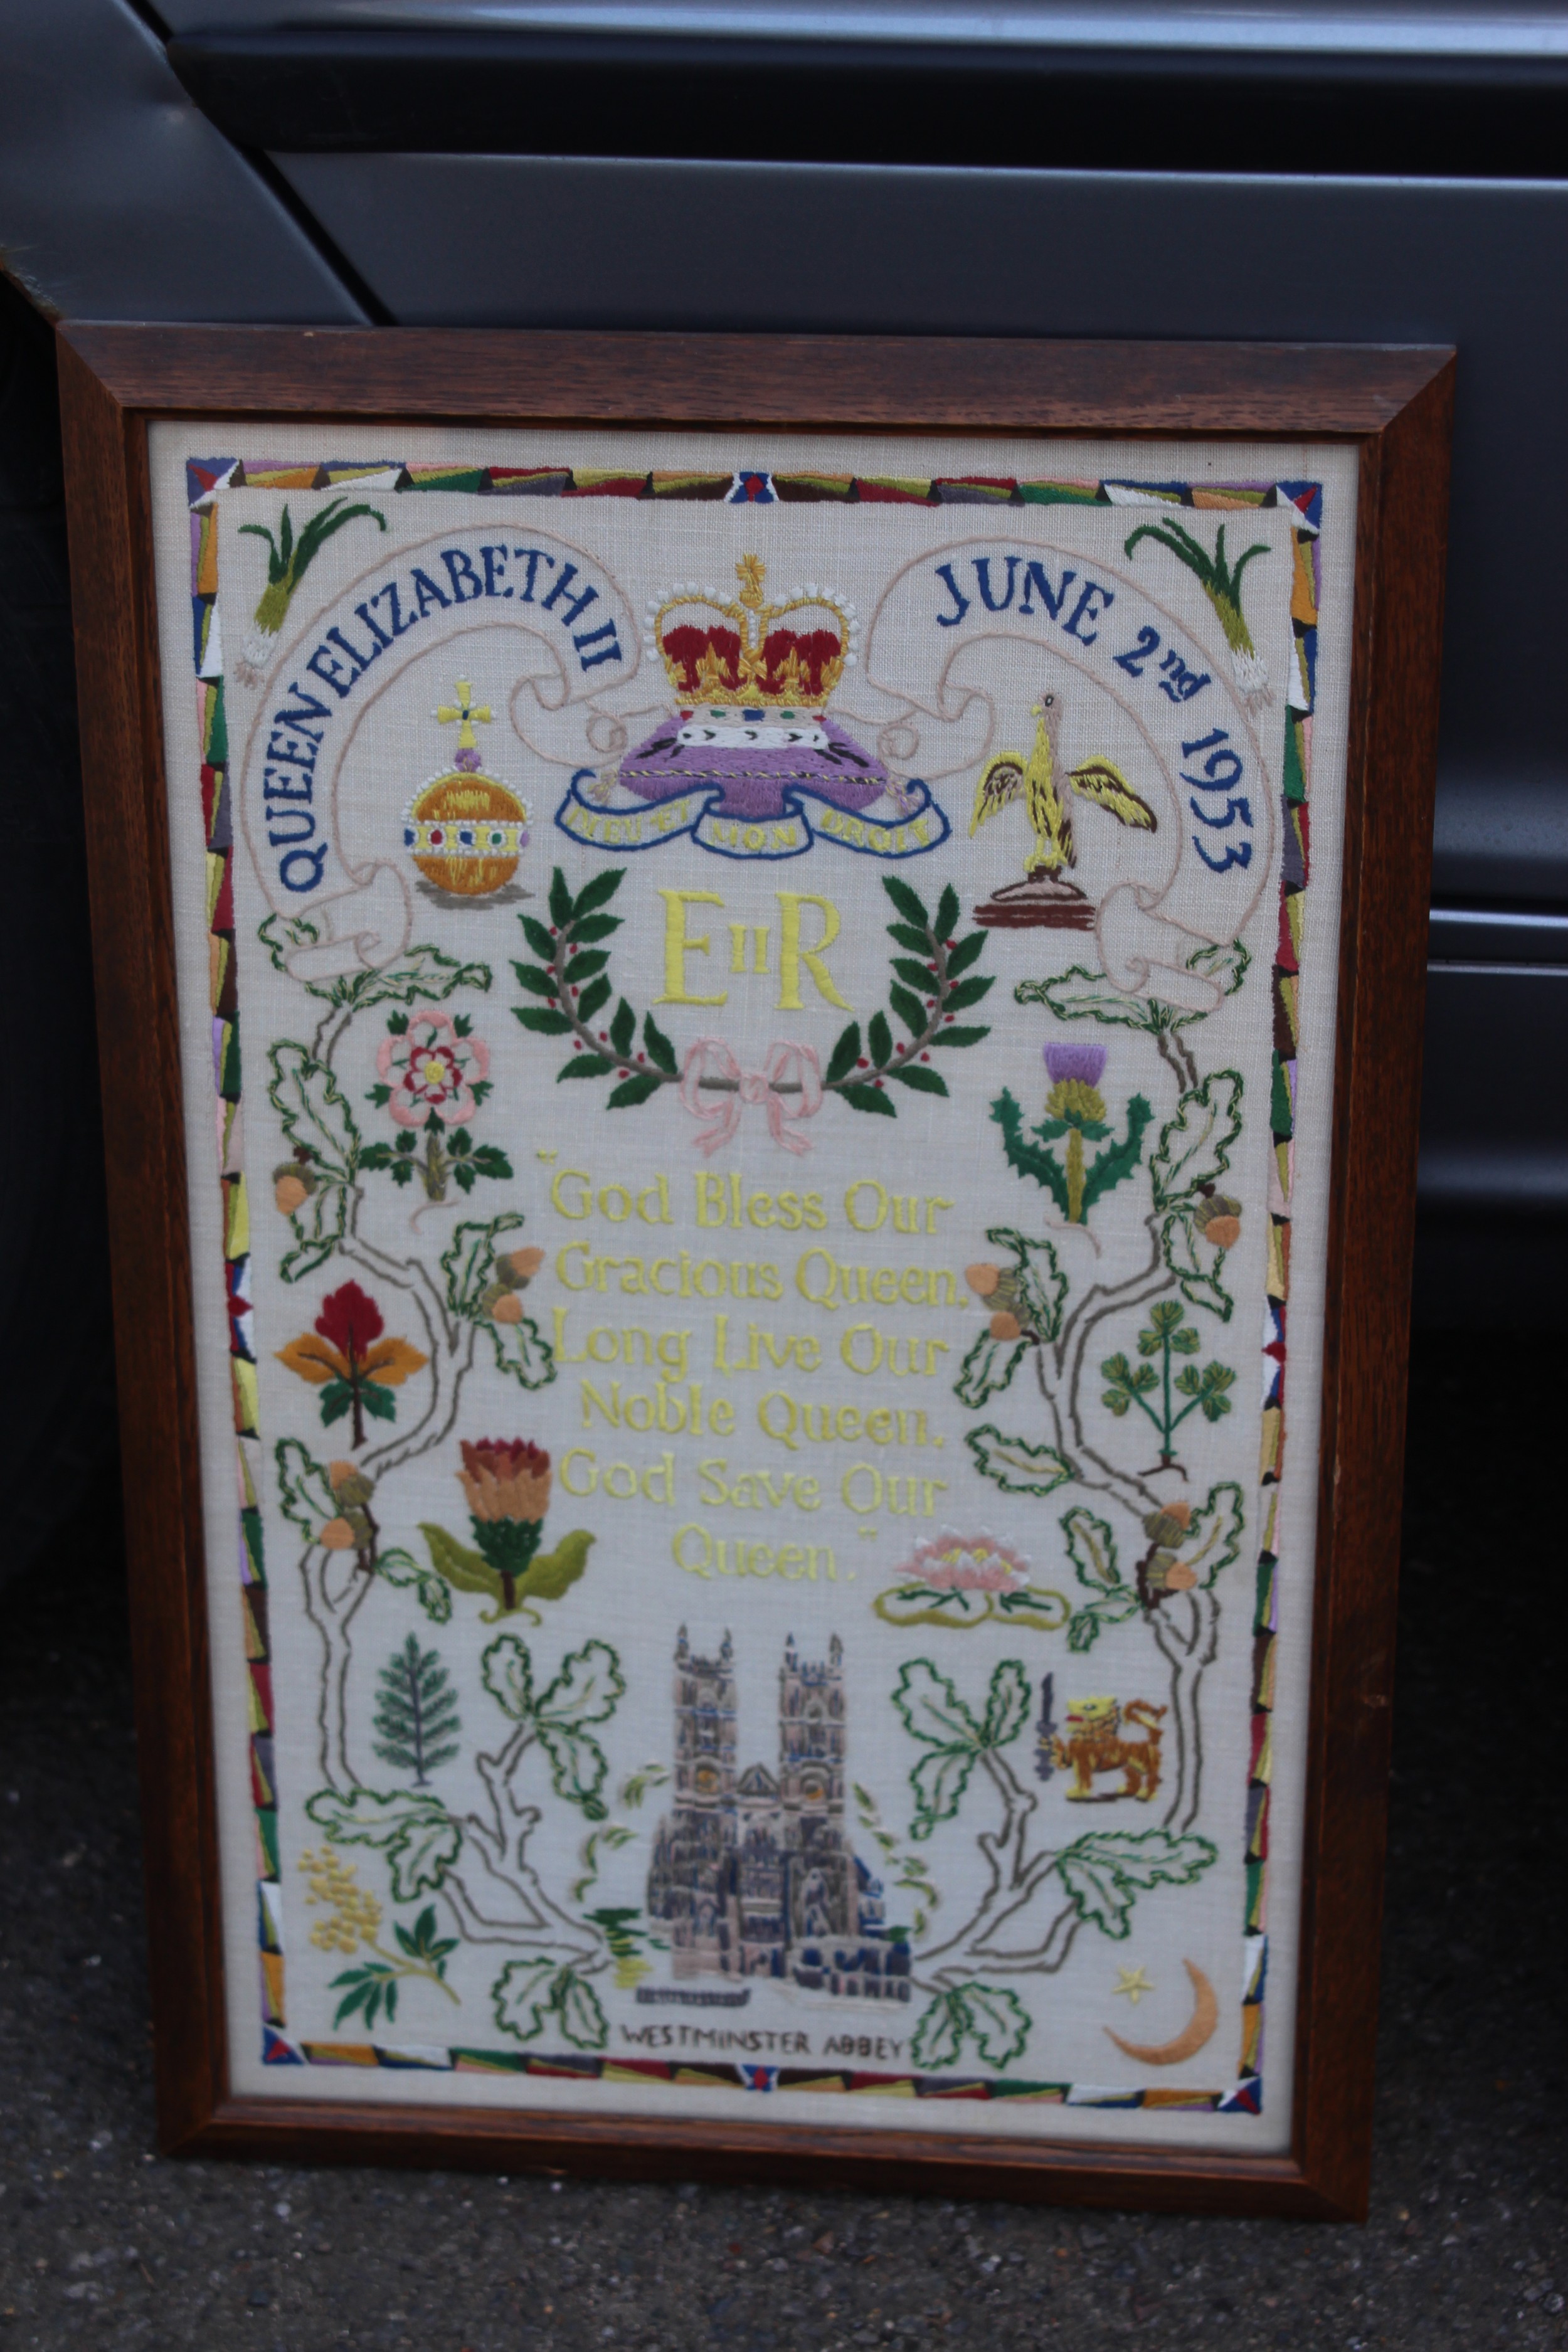 QUEEN ELIZABETH II
JUNE 2nd 1953
DIEU ET MON DROIT
E II R
"God Bless Our
Gracious Queen,
Long Live Our
Noble Queen.
God Save Our
Queen."
WESTMINSTER ABBEY